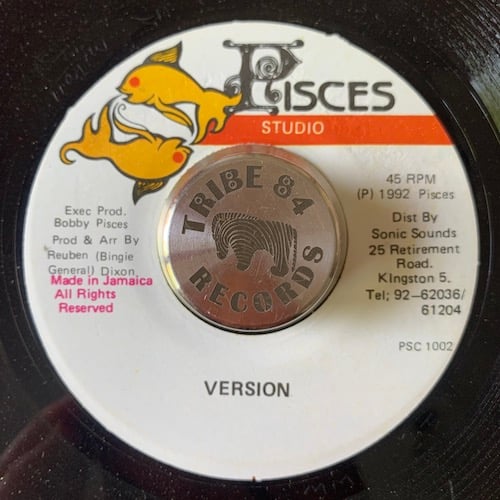 PISCES
STUDIO
45 RPM
(P) 1992 Pisces
Exec Prod.
Bobby Pisces
Prod & Arr By
Reuben (Bingie
General) Dixon
Made in Jamaica
All Rights
Reserved
TRIBE 84
RECORDS
Dist By
Sonic Sounds
25 Retirement
Road.
KIngston 5.
Tel; 92-62036/
61204
PSC 1002
VERSION